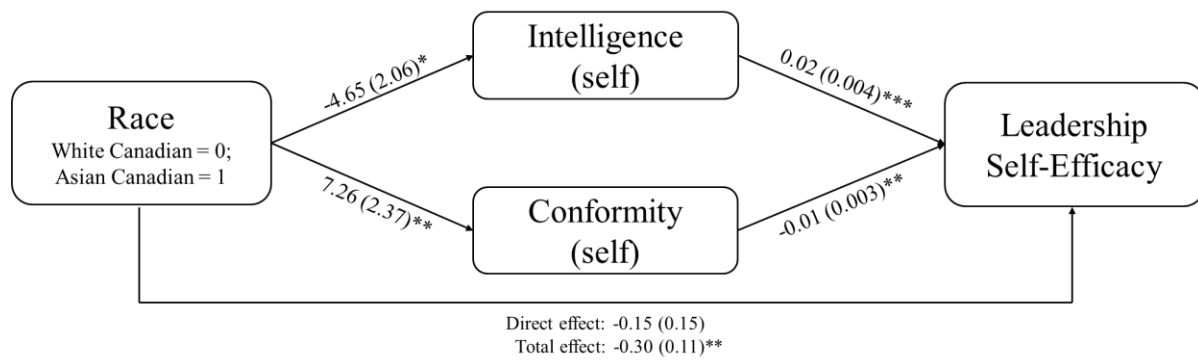 Race
White Canadian = 0;
Asian Canadian = 1
-4.65 (2.06)*
7.26 (2.37)**
Intelligence
(self)
Conformity
(self)
0.02 (0.004)***
-0.01 (0.003)**
Leadership
Self-Efficacy
Direct effect: -0.15 (0.15)
Total effect: -0.30 (0.11)**